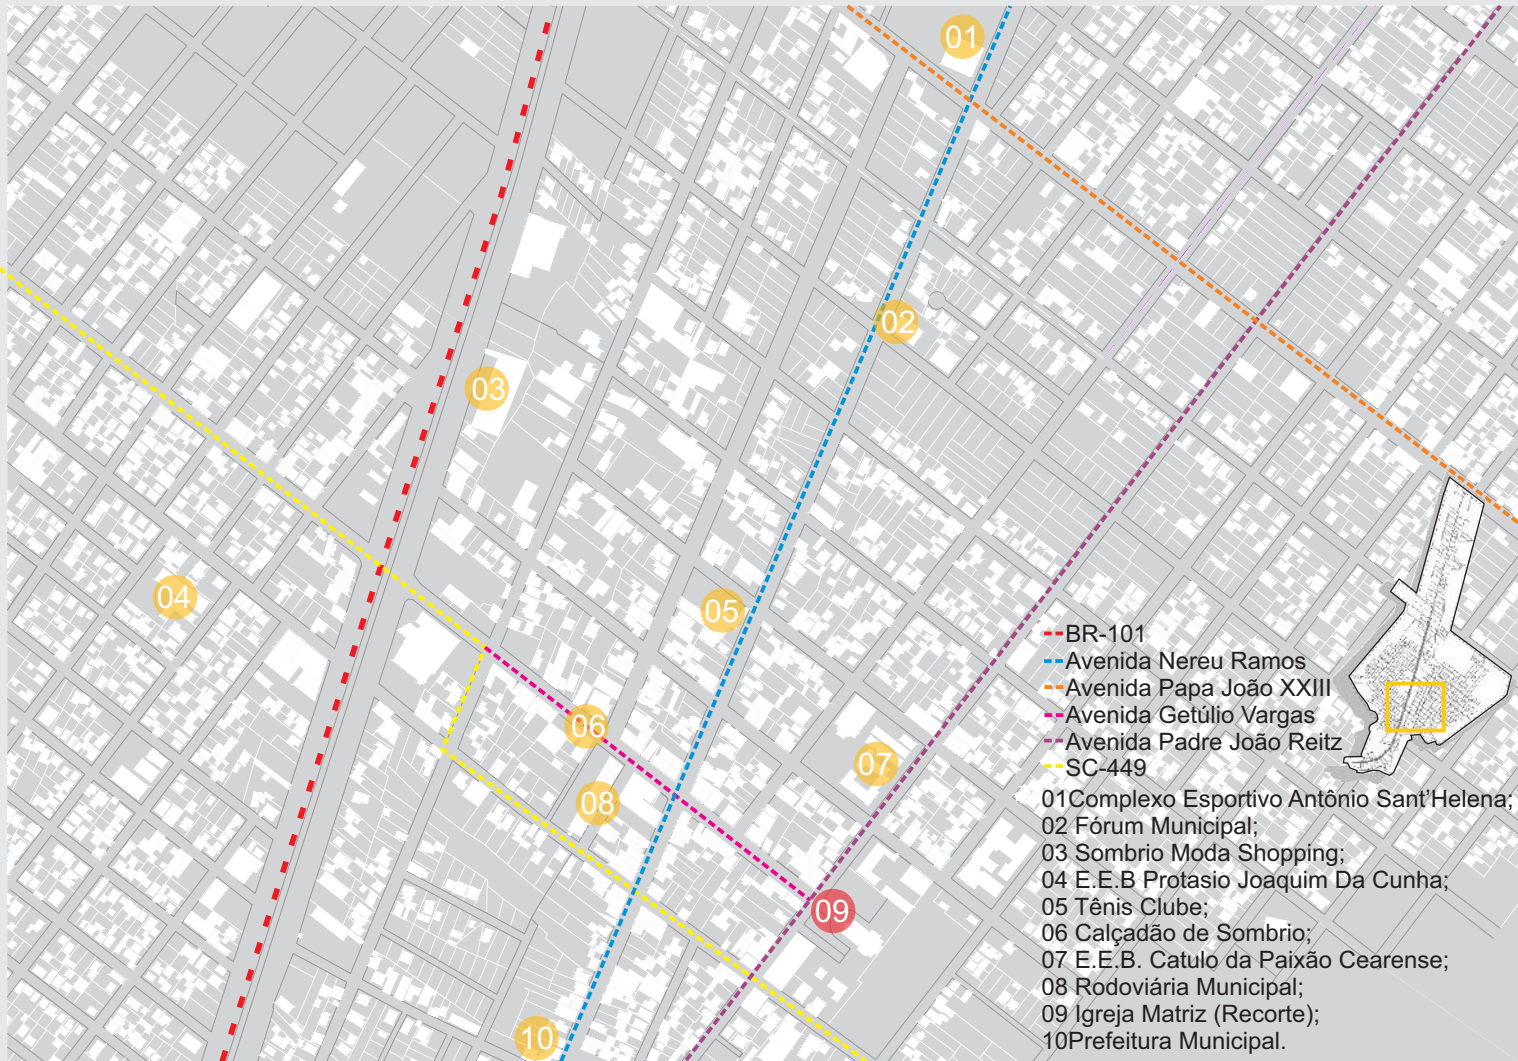 01
02
03
04
05
06
07
08
09
10
BR-101
Avenida Nereu Ramos
Avenida Papa João XXIII
Avenida Getúlio Vargas
Avenida Padre João Reitz
SC-449
01Complexo Esportivo Antônio Sant'Helena;
02 Fórum Municipal;
03 Sombrio Moda Shopping;
04 E.E.B Protasio Joaquim Da Cunha;
05 Tênis Clube;
06 Calçadão de Sombrio;
07 E.E.B. Catulo da Paixão Cearense;
08 Rodoviária Municipal;
09 Igreja Matriz (Recorte);
10Prefeitura Municipal.